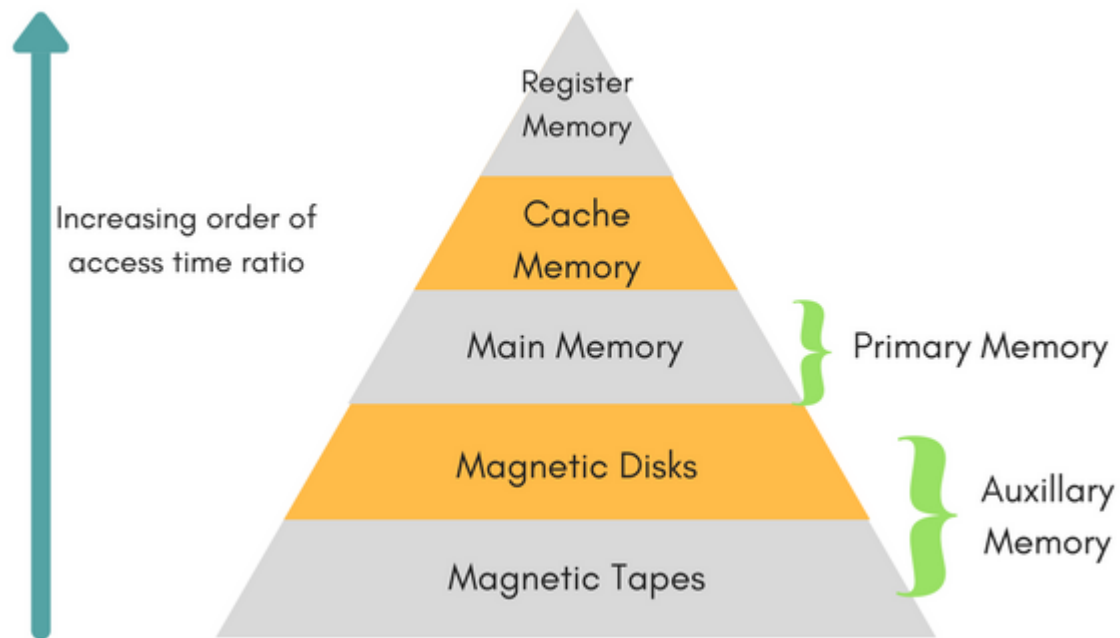 Register
Memory
Increasing order of
access time ratio
Cache
Memory
Main Memory
Primary Memory
Magnetic Disks
Auxillary
Memory
Magnetic Tapes